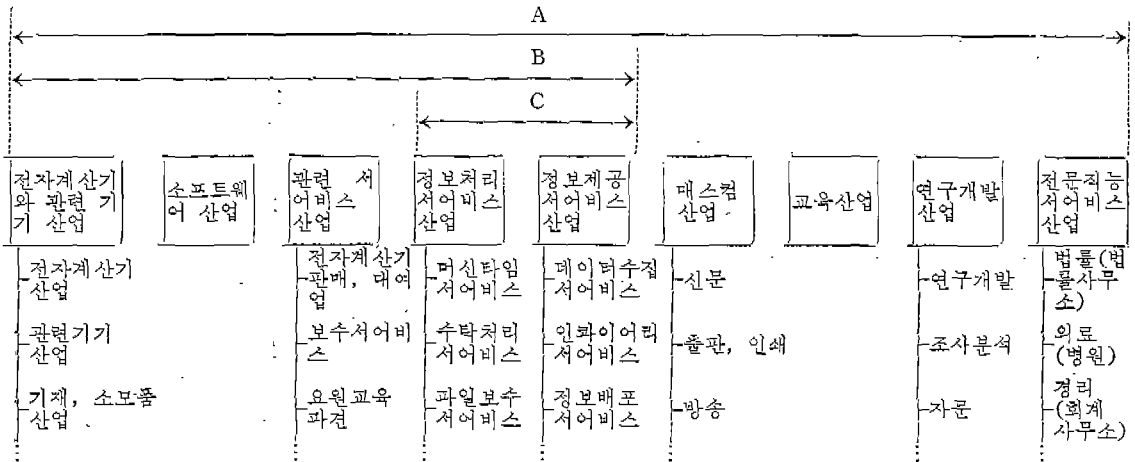 A
B
C
전자계산기
와 관련 기
기 산업
소프트웨
어 산업
관련 서
어비스
산업
정보처리
서어비스
산업
정보제공
서어비스
산업
매스컴
산업
교육산업
연구개발
산업
전문직능
서어비스
산업
전자계산기
산업
관련기기
산업
기재, 소모품
산업
전자계산기
판매, 대여
업
보수서어비
스
요원교육
파견
머신타임
서어비스
수탁처리
서어비스
파일보수
서어비스
데이터수집
서어비스
인콰이어리
서어비스
정보배포
서어비스
신문
출판, 인쇄
방송
연구개발
조사분석
자문
법률(법
률사무
소)
의료
(병원)
경리
(회계
사무소)